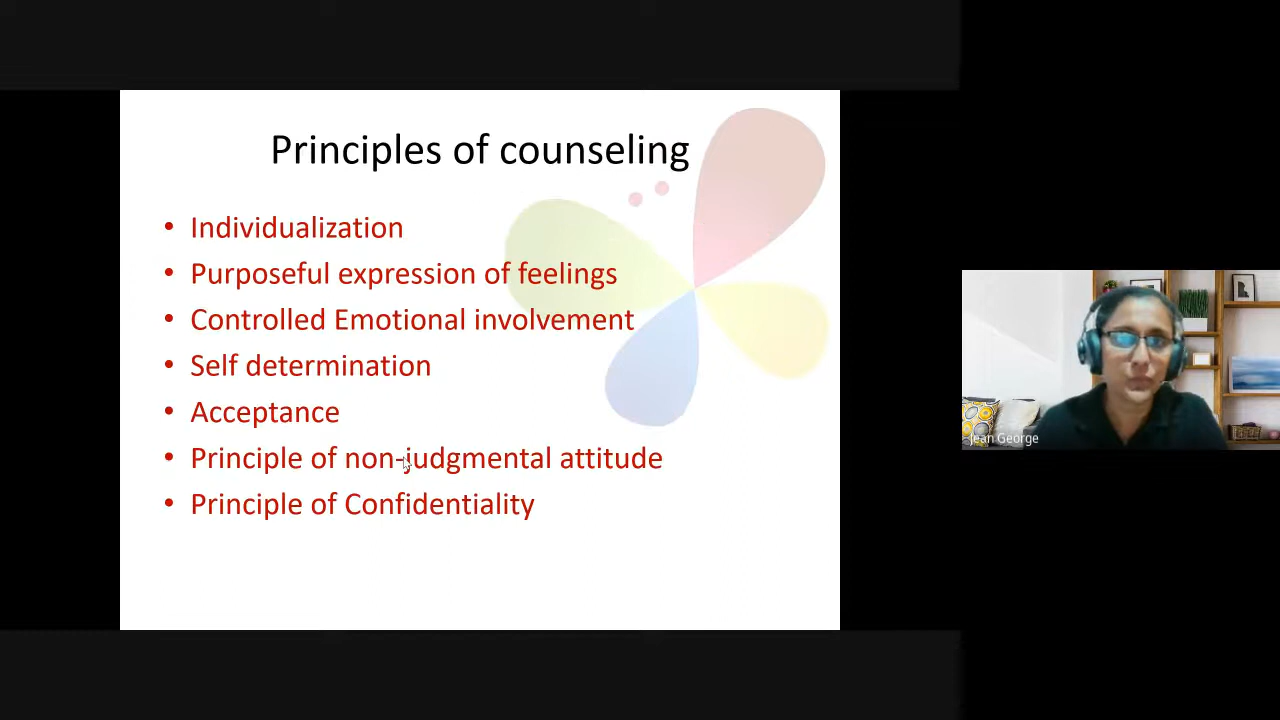 Principles of counseling
• Individualization
• Purposeful expression of feelings
• Controlled Emotional involvement
• Self determination
• Acceptance
• Principle of non-judgmental attitude
• Principle of Confidentiality
Jean George